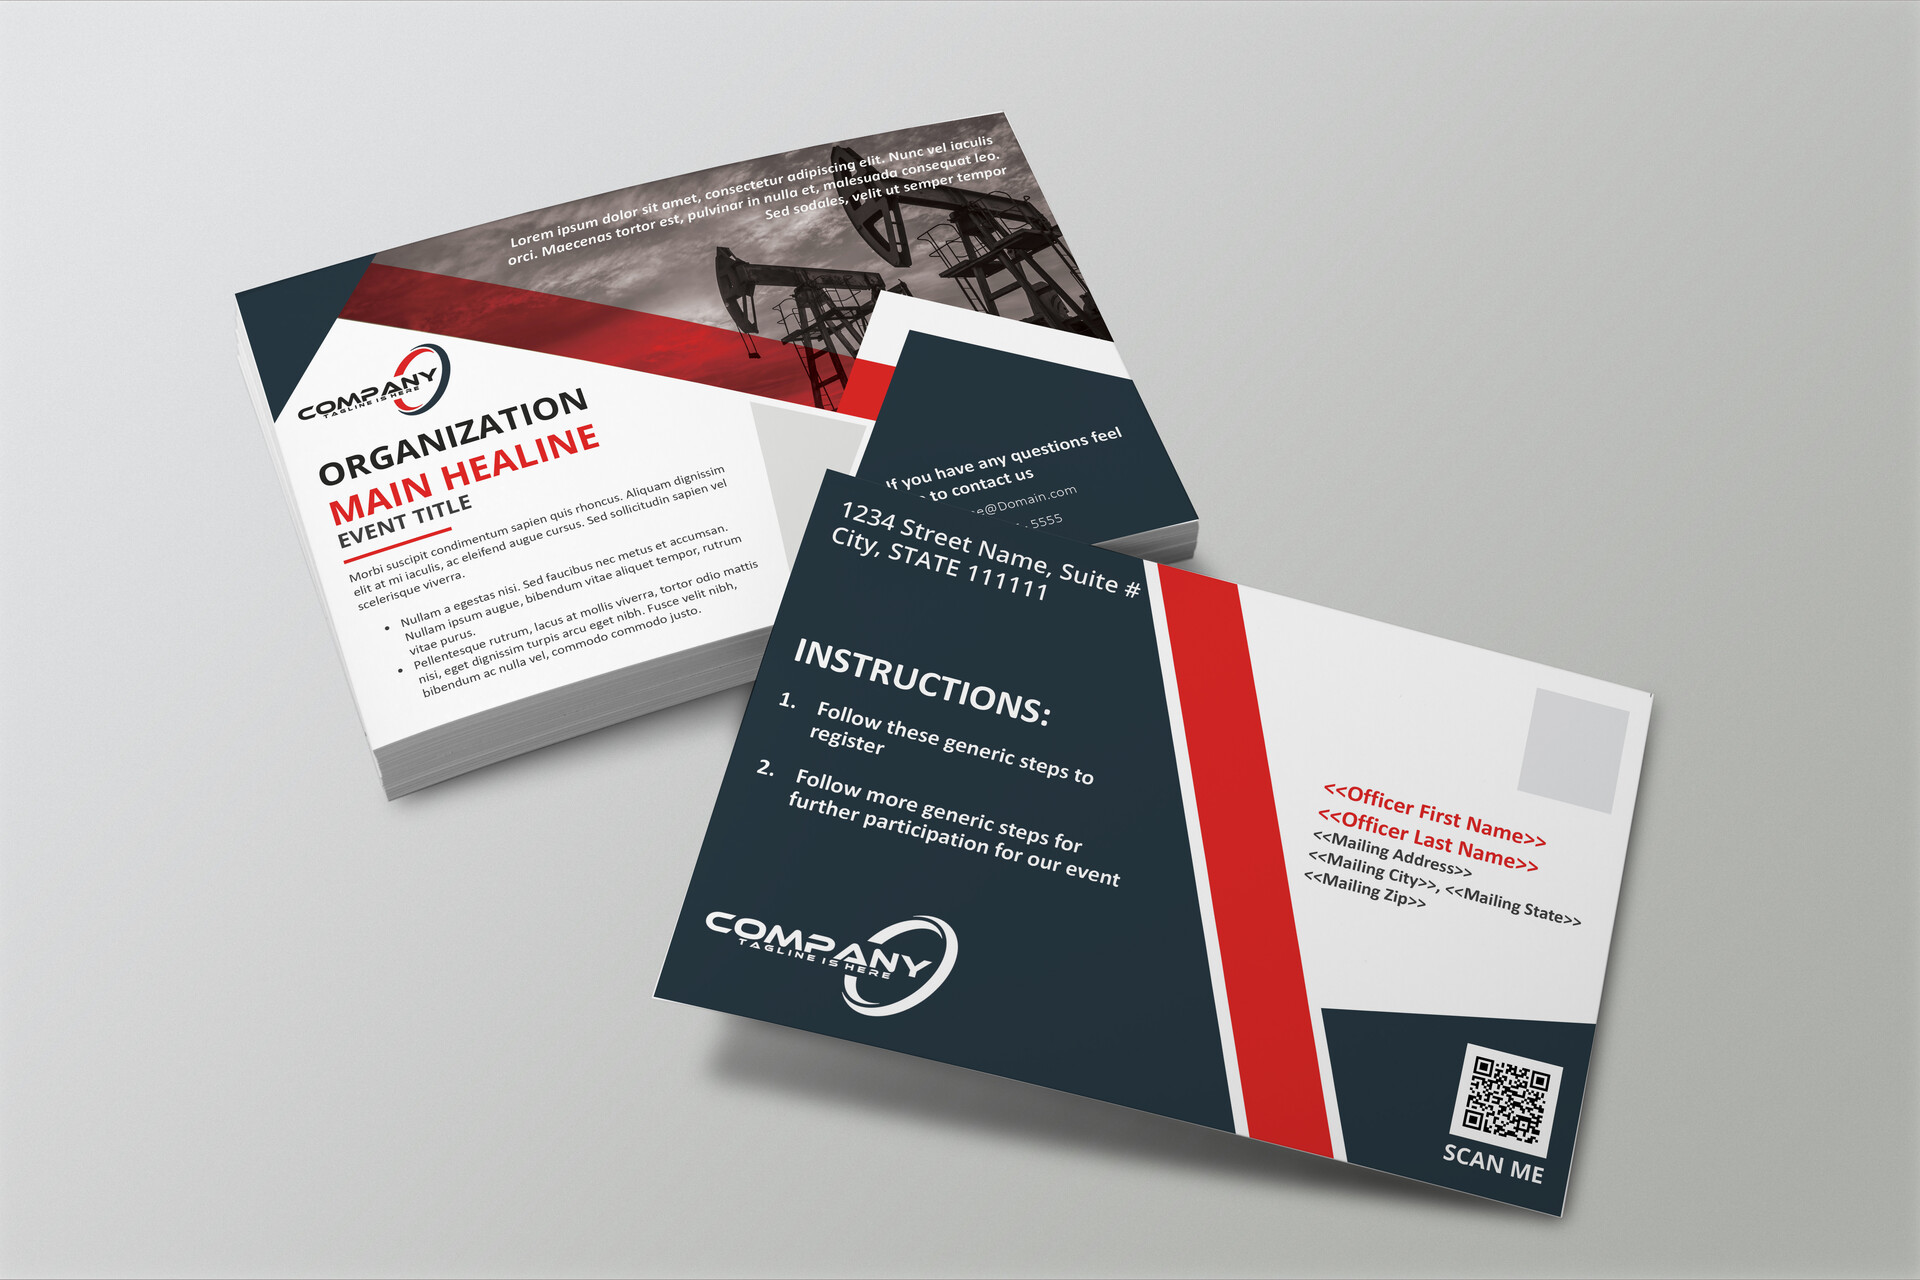 Lorem ipsum dolor sit amet, consectetur adipiscing elit. Nunc vel iaculis
orci. Maecenas tortor est, pulvinar in nulla et, malesuada consequat leo.
Sed sodales, velit ut semper tempor
COMPANY
TAGLINE IS HERE
ORGANIZATION
MAIN HEALINE
EVENT TITLE
Morbi suscipit condimentum sapien quis rhoncus. Aliquam dignissim
elit at mi iaculis, ac eleifend augue cursus. Sed sollicitudin sapien vel
scelerisque viverra.
• Nullam a egestas nisi. Sed faucibus nec metus et accumsan.
Nullam ipsum augue, bibendum vitae aliquet tempor, rutrum
vitae purus.
• Pellentesque rutrum, lacus at mollis viverra, tortor odio mattis
nisi, eget dignissim turpis arcu eget nibh. Fusce velit nibh,
bibendum ac nulla vel, commodo commodo justo.
If you have any questions feel
to contact us
e@Domain.com
5555
1234 Street Name, Suite #
City, STATE 111111
INSTRUCTIONS:
1. Follow these generic steps to
register
2. Follow more generic steps for
further participation for our event
COMPANY
TAGLINE IS HERE
<<Officer First Name>>
<<Officer Last Name>>
<<Mailing Address>>
<<Mailing City>>, <<Mailing State>>
<<Mailing Zip>>
SCAN ME